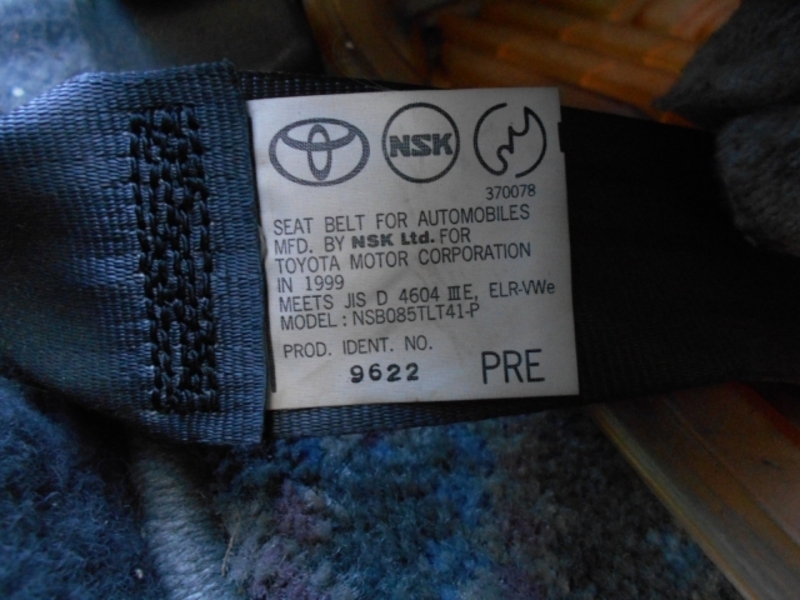 NSK
370078
SEAT BELT FOR AUTOMOBILES
MFD. BY NSK Ltd. FOR
TOYOTA MOTOR CORPORATION
IN 1999
MEETS JIS D 4604 ⅢE, ELR-VWe
MODEL : NSB085TLT41-P
PROD. IDENT. NO.
9622 PRE